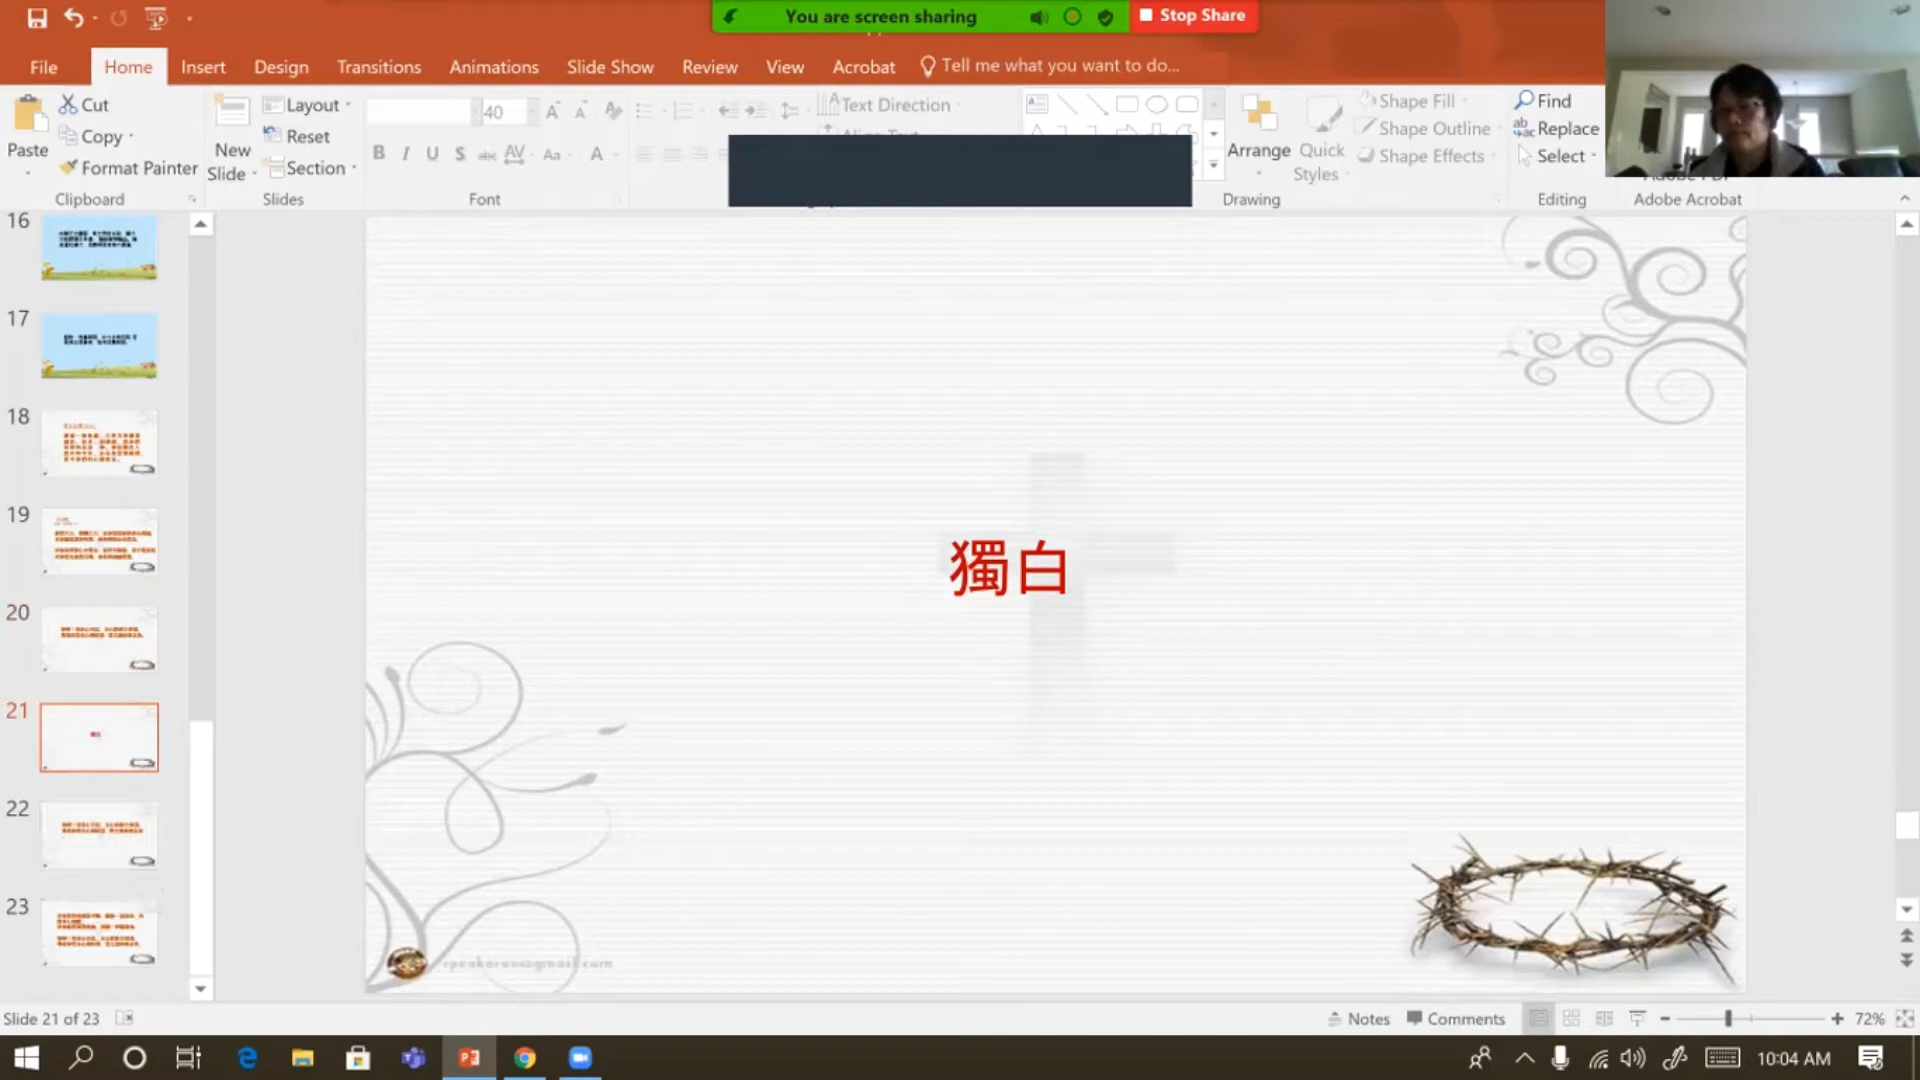 You are screen sharing
Stop Share
File
Home
Insert
Design
Transitions
Animations
Slide Show
Review
View
Acrobat
Tell me what you want to do...
Paste
Cut
Copy
Format Painter
Clipboard
New Slide
Layout
Reset
Section
Slides
40
Font
Text Direction
Arrange
Quick Styles
Drawing
Shape Fill
Shape Outline
Shape Effects
Find
Replace
Select
Editing
Adobe Acrobat
16
17
18
19
20
21
22
23
獨白
Slide 21 of 23
Notes
Comments
72%
10:04 AM